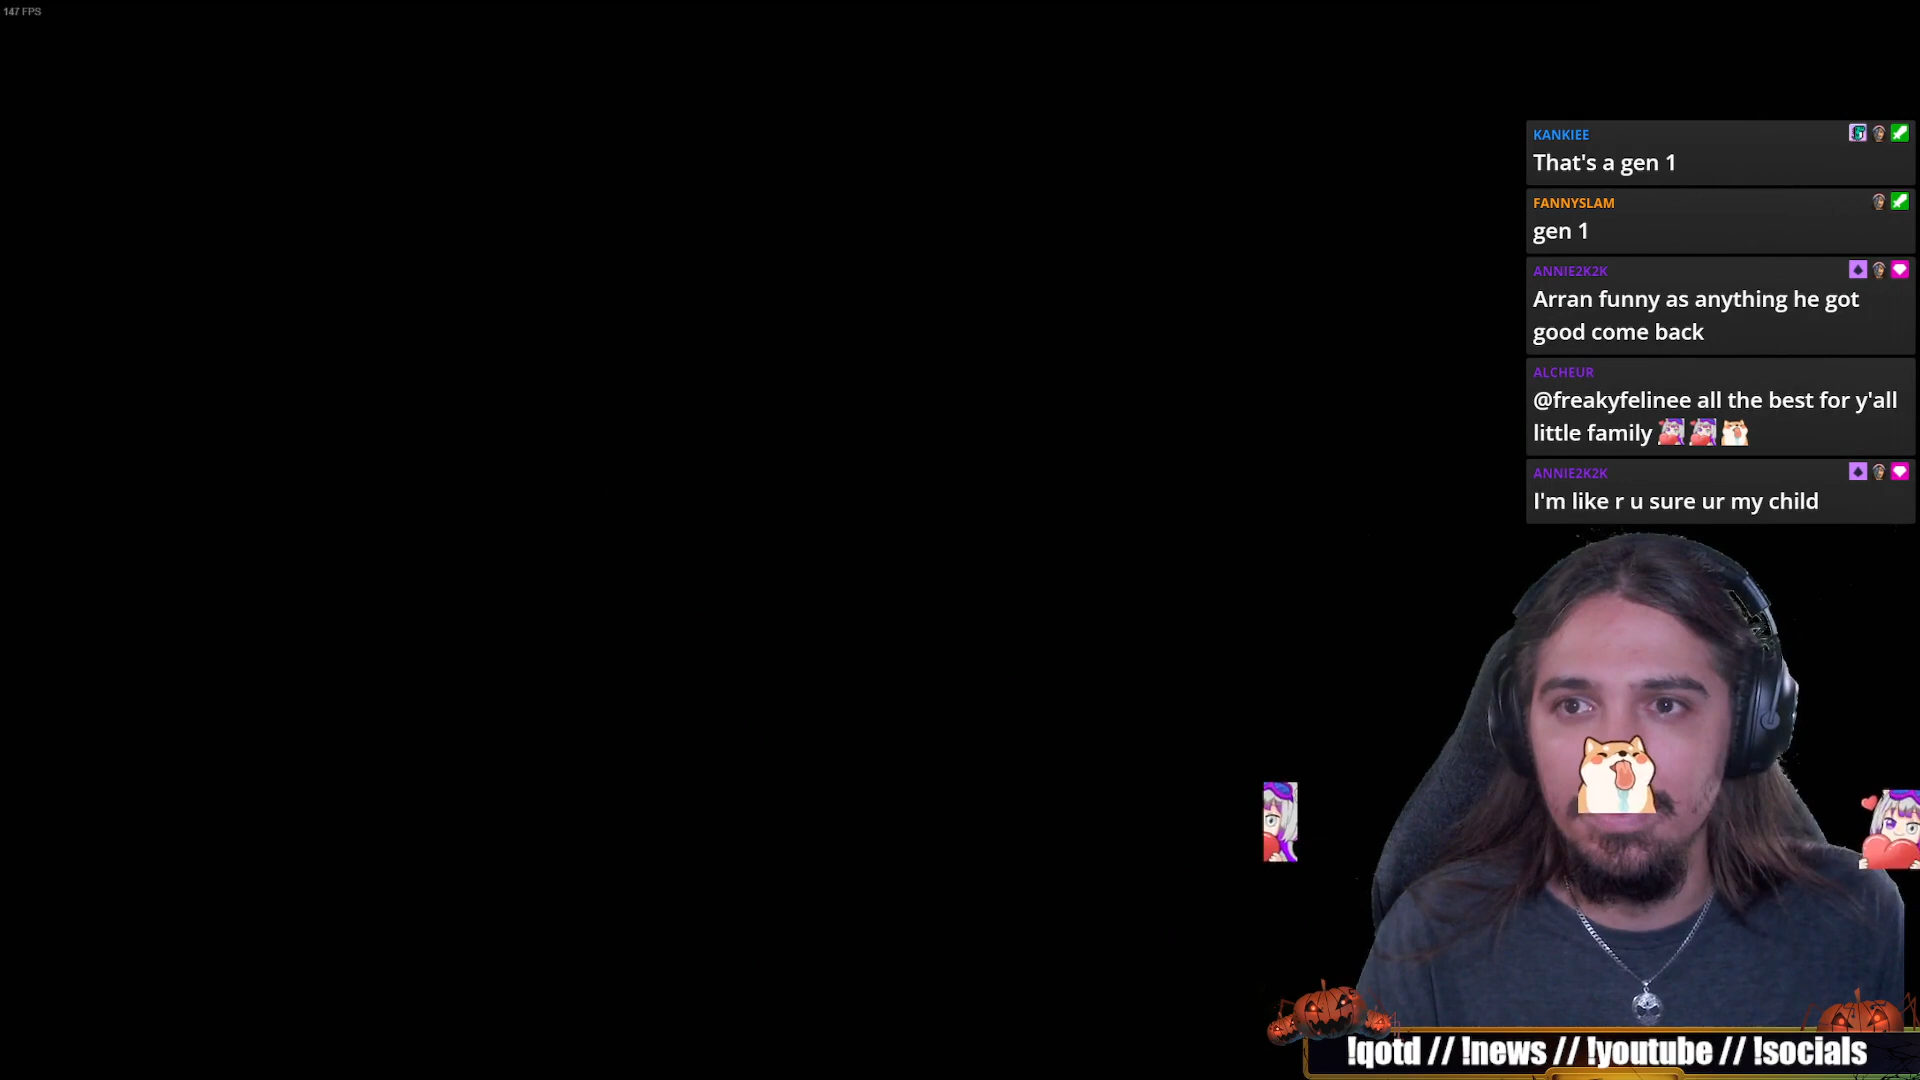 147 FPS
KANKIEE
That's a gen 1
FANNYSLAM
gen 1
ANNIE2K2K
Arran funny as anything he got
good come back
ALCHEUR
@freakyfelinee all the best for y'all
little family
ANNIE2K2K
I'm like r u sure ur my child
!qotd // !news // !youtube // !socials